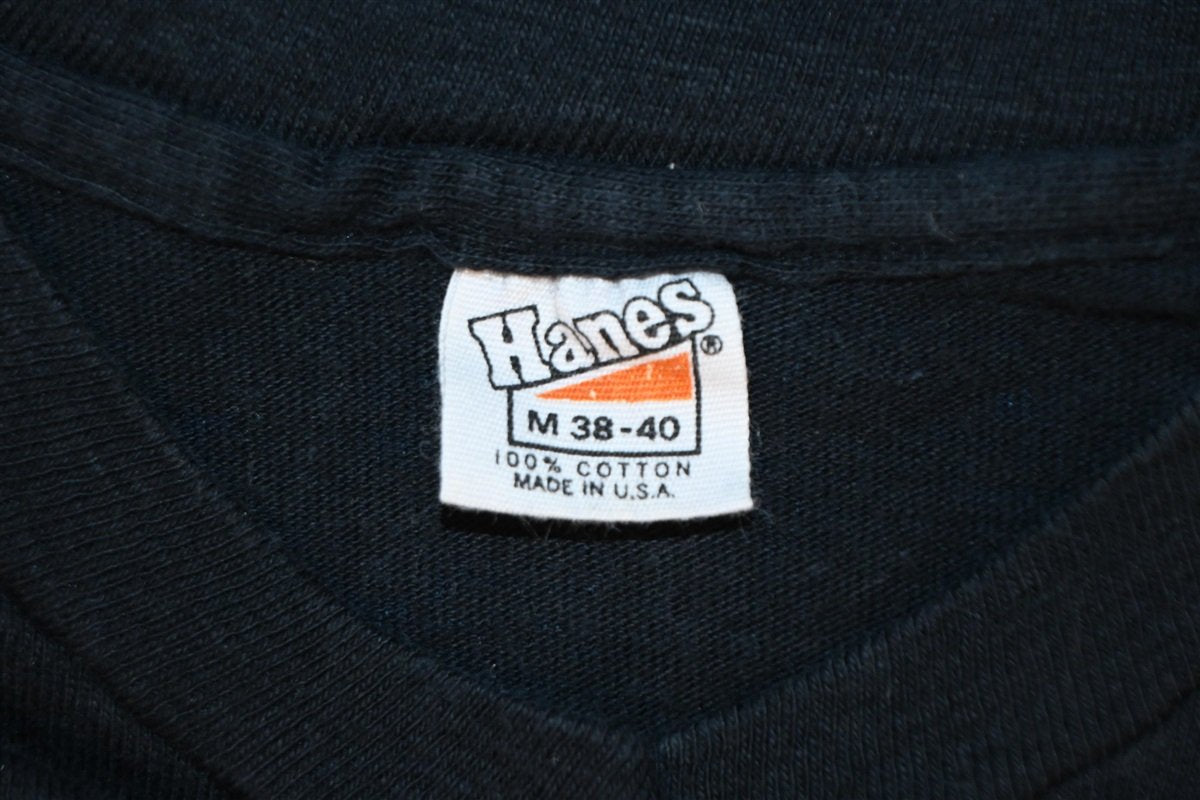 Hanes®
M 38-40
100% COTTON
MADE IN U.S.A.